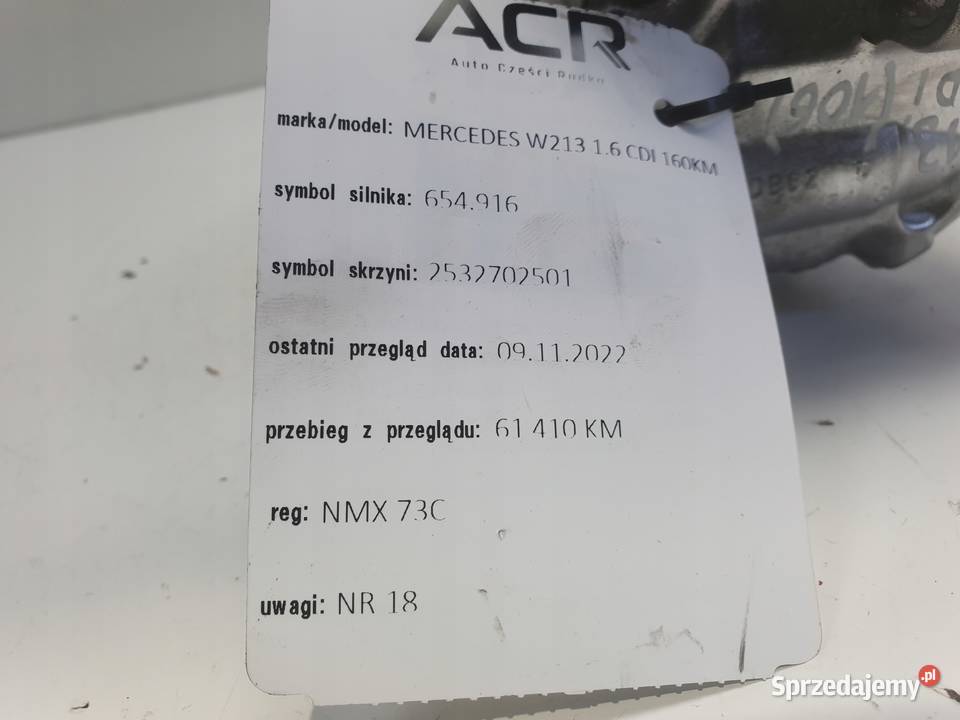 ACR
Auto Części Rudka
marka/model: MERCEDES W213 1.6 CDI 160KM
symbol silnika: 654.916
symbol skrzyni: 2532702501
ostatni przegląd data: 09.11.2022
przebieg z przeglądu: 61 410 KM
reg: NMX 73C
uwagi: NR 18
Sprzedajemy.pl